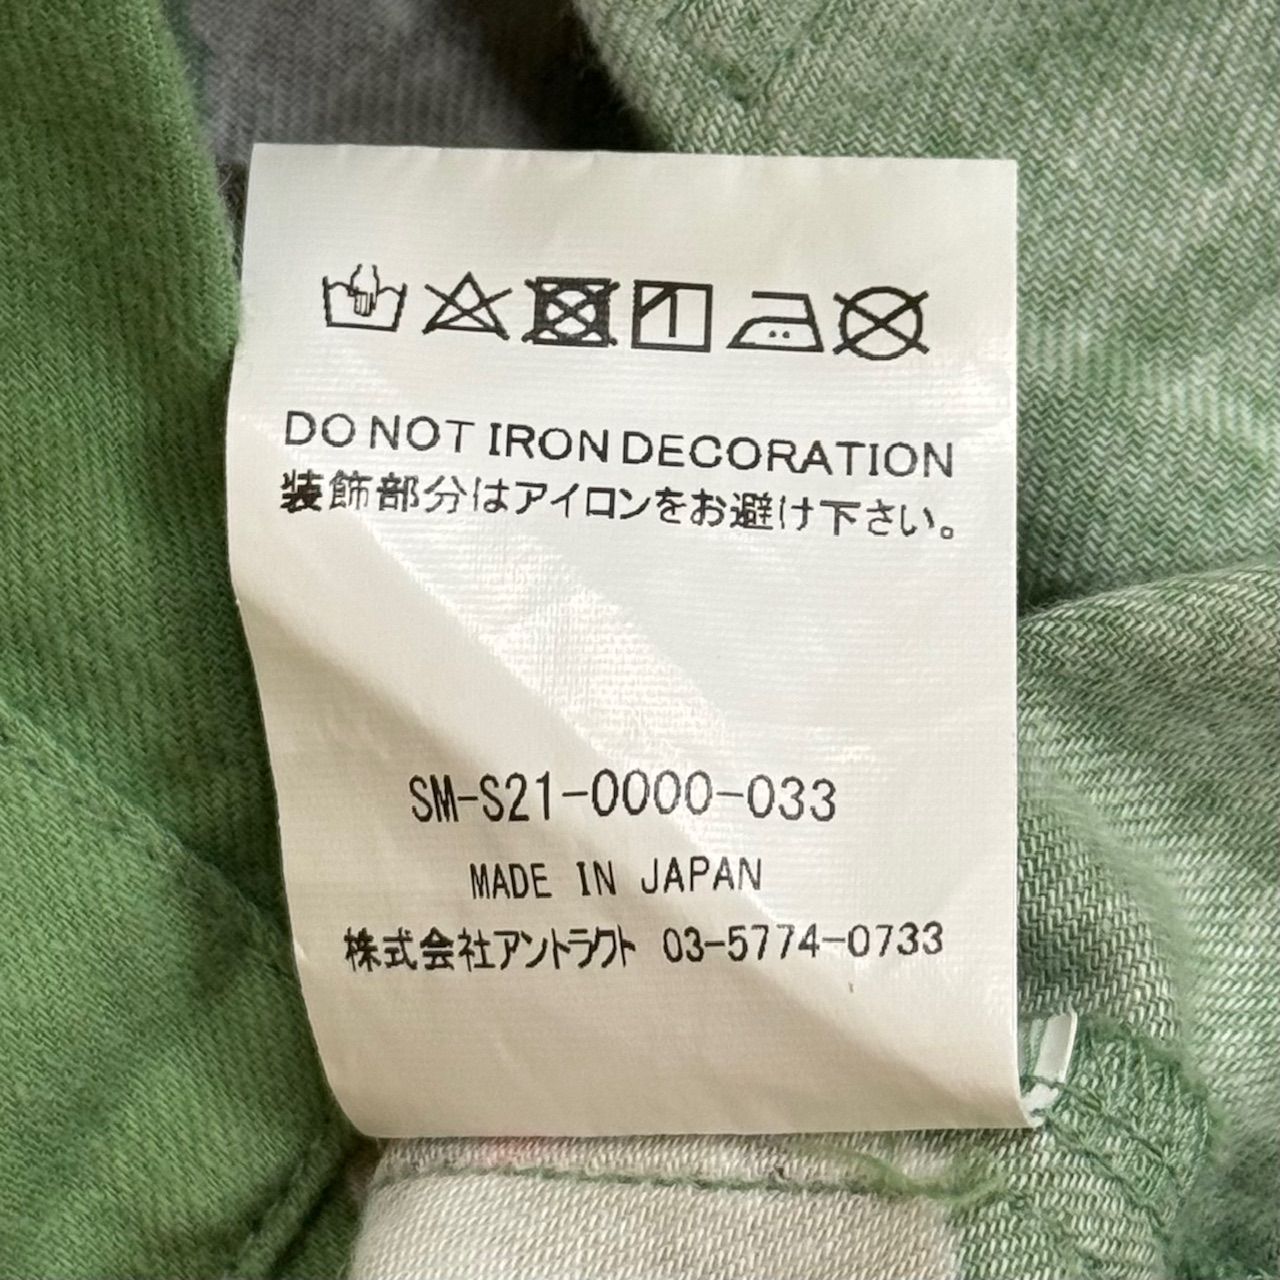 DO NOT IRON DECORATION
装飾部分はアイロンをお避け下さい。
SM-S21-0000-033
MADE IN JAPAN
株式会社アントラクト 03-5774-0733